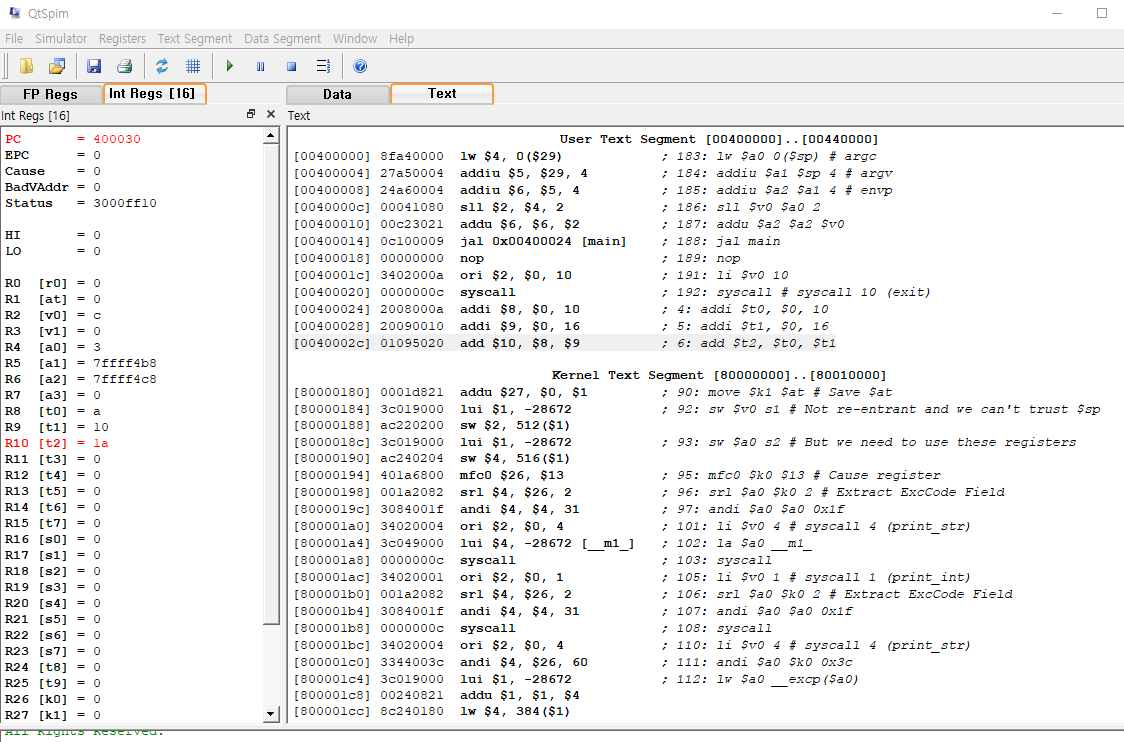 QtSpim
File Simulator Registers Text Segment Data Segment Window Help
FP Regs
Int Regs [16]
Data
Text
Int Regs [16]
Text
PC = 400030
EPC = 0
Cause = 0
BadVAddr = 0
Status = 3000ff10
HI = 0
LO = 0
R0 [r0] = 0
R1 [at] = 0
R2 [v0] = c
R3 [v1] = 0
R4 [a0] = 3
R5 [a1] = 7ffff4b8
R6 [a2] = 7ffff4c8
R7 [a3] = 0
R8 [t0] = a
R9 [t1] = 10
R10 [t2] = 1a
R11 [t3] = 0
R12 [t4] = 0
R13 [t5] = 0
R14 [t6] = 0
R15 [t7] = 0
R16 [s0] = 0
R17 [s1] = 0
R18 [s2] = 0
R19 [s3] = 0
R20 [s4] = 0
R21 [s5] = 0
R22 [s6] = 0
R23 [s7] = 0
R24 [t8] = 0
R25 [t9] = 0
R26 [k0] = 0
R27 [k1] = 0
User Text Segment [00400000]..[00440000]
[00400000] 8fa40000 lw $4, 0($29) ; 183: lw $a0 0($sp) # argc
[00400004] 27a50004 addiu $5, $29, 4 ; 184: addiu $a1 $sp 4 # argv
[00400008] 24a60004 addiu $6, $5, 4 ; 185: addiu $a2 $a1 4 # envp
[0040000c] 00041080 sll $2, $4, 2 ; 186: sll $v0 $a0 2
[00400010] 00c23021 addu $6, $6, $2 ; 187: addu $a2 $a2 $v0
[00400014] 0c100009 jal 0x00400024 [main] ; 188: jal main
[00400018] 00000000 nop ; 189: nop
[0040001c] 3402000a ori $2, $0, 10 ; 191: li $v0 10
[00400020] 0000000c syscall ; 192: syscall # syscall 10 (exit)
[00400024] 2008000a addi $8, $0, 10 ; 4: addi $t0, $0, 10
[00400028] 20090010 addi $9, $0, 16 ; 5: addi $t1, $0, 16
[0040002c] 01095020 add $10, $8, $9 ; 6: add $t2, $t0, $t1
Kernel Text Segment [80000000]..[80010000]
[80000180] 0001d821 addu $27, $0, $1 ; 90: move $k1 $at # Save $at
[80000184] 3c019000 lui $1, -28672 ; 92: sw $v0 s1 # Not re-entrant and we can't trust $sp
[80000188] ac220200 sw $2, 512($1)
[8000018c] 3c019000 lui $1, -28672 ; 93: sw $a0 s2 # But we need to use these registers
[80000190] ac240204 sw $4, 516($1)
[80000194] 401a6800 mfc0 $26, $13 ; 95: mfc0 $k0 $13 # Cause register
[80000198] 001a2082 srl $4, $26, 2 ; 96: srl $a0 $k0 2 # Extract ExcCode Field
[8000019c] 3084001f andi $4, $4, 31 ; 97: andi $a0 $a0 0x1f
[800001a0] 34020004 ori $2, $0, 4 ; 101: li $v0 4 # syscall 4 (print_str)
[800001a4] 3c049000 lui $4, -28672 [__m1_] ; 102: la $a0 __m1_
[800001a8] 0000000c syscall ; 103: syscall
[800001ac] 34020001 ori $2, $0, 1 ; 105: li $v0 1 # syscall 1 (print_int)
[800001b0] 001a2082 srl $4, $26, 2 ; 106: srl $a0 $k0 2 # Extract ExcCode Field
[800001b4] 3084001f andi $4, $4, 31 ; 107: andi $a0 $a0 0x1f
[800001b8] 0000000c syscall ; 108: syscall
[800001bc] 34020004 ori $2, $0, 4 ; 110: li $v0 4 # syscall 4 (print_str)
[800001c0] 3344003c andi $4, $26, 60 ; 111: andi $a0 $k0 0x3c
[800001c4] 3c019000 lui $1, -28672 ; 112: lw $a0 __excp($a0)
[800001c8] 00240821 addu $1, $1, $4
[800001cc] 8c240180 lw $4, 384($1)
All Rights Reserved.